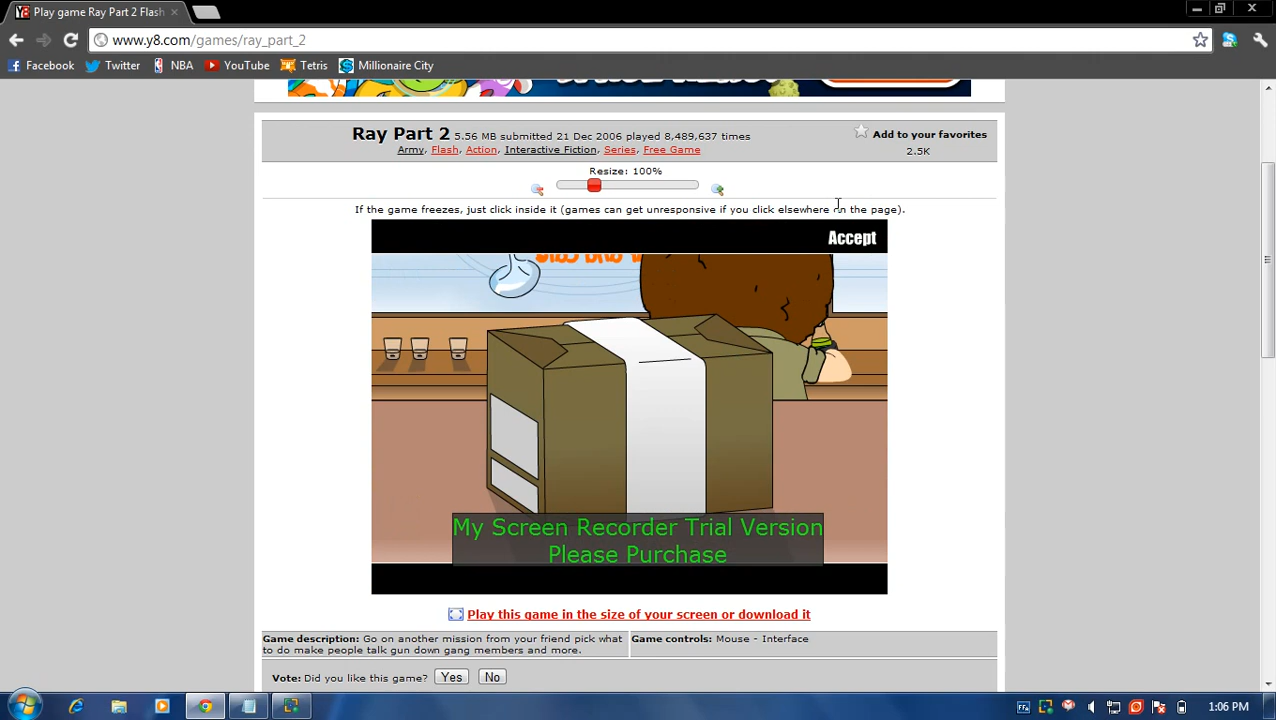 Play game Ray Part 2 Flash
www.y8.com/games/ray_part_2
Facebook Twitter NBA YouTube Tetris Millionaire City
Ray Part 2 5.56 MB submitted 21 Dec 2006 played 8,489,637 times
Add to your favorites
Army, Flash, Action, Interactive Fiction, Series, Free Game
2.5K
Resize: 100%
If the game freezes, just click inside it (games can get unresponsive if you click elsewhere on the page).
Accept
My Screen Recorder Trial Version
Please Purchase
Play this game in the size of your screen or download it
Game description: Go on another mission from your friend pick what
to do make people talk gun down gang members and more.
Game controls: Mouse - Interface
Vote: Did you like this game? Yes No
1:06 PM